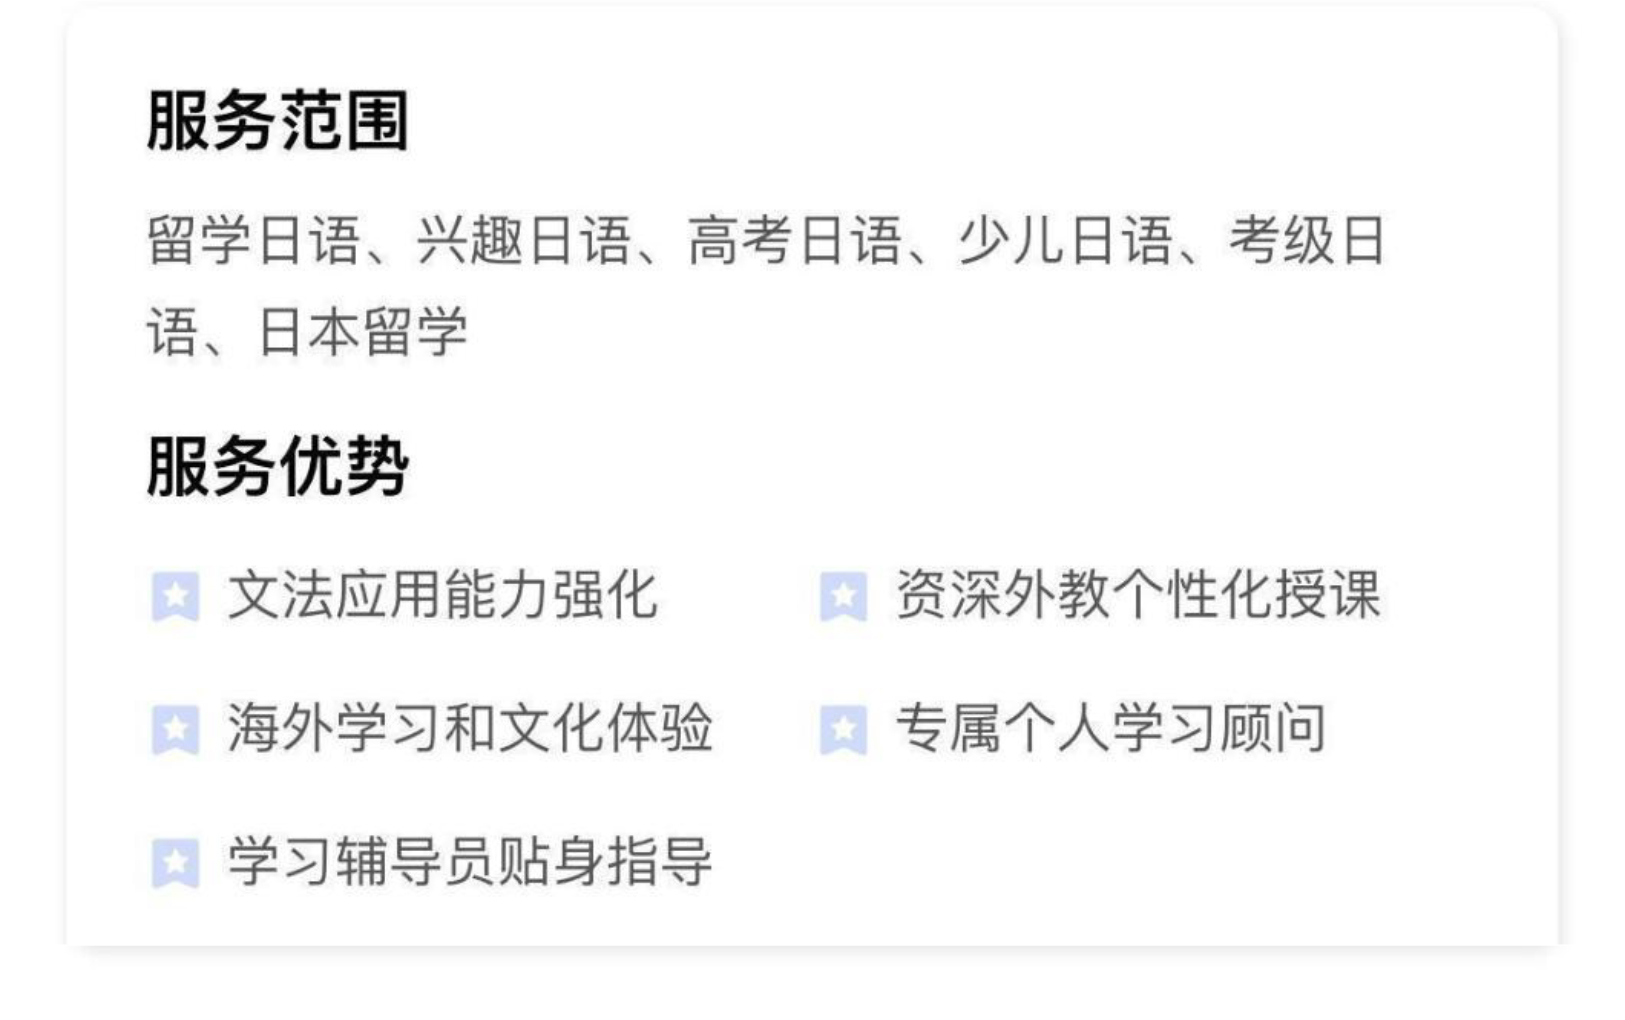 服务范围
留学日语、兴趣日语、高考日语、少儿日语、考级日
语、日本留学
服务优势
文法应用能力强化
资深外教个性化授课
海外学习和文化体验
专属个人学习顾问
学习辅导员贴身指导